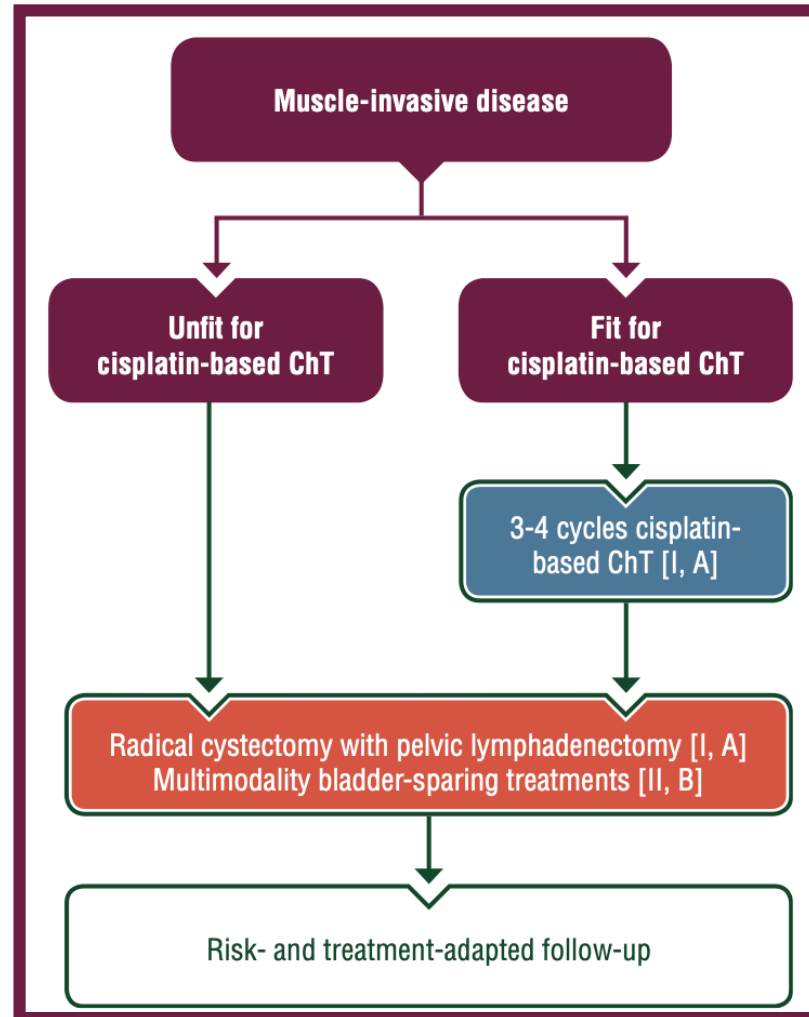 Muscle-invasive disease
Unfit for
cisplatin-based ChT
Fit for
cisplatin-based ChT
3-4 cycles cisplatin-
based ChT [I, A]
Radical cystectomy with pelvic lymphadenectomy [I, A]
Multimodality bladder-sparing treatments [II, B]
Risk- and treatment-adapted follow-up